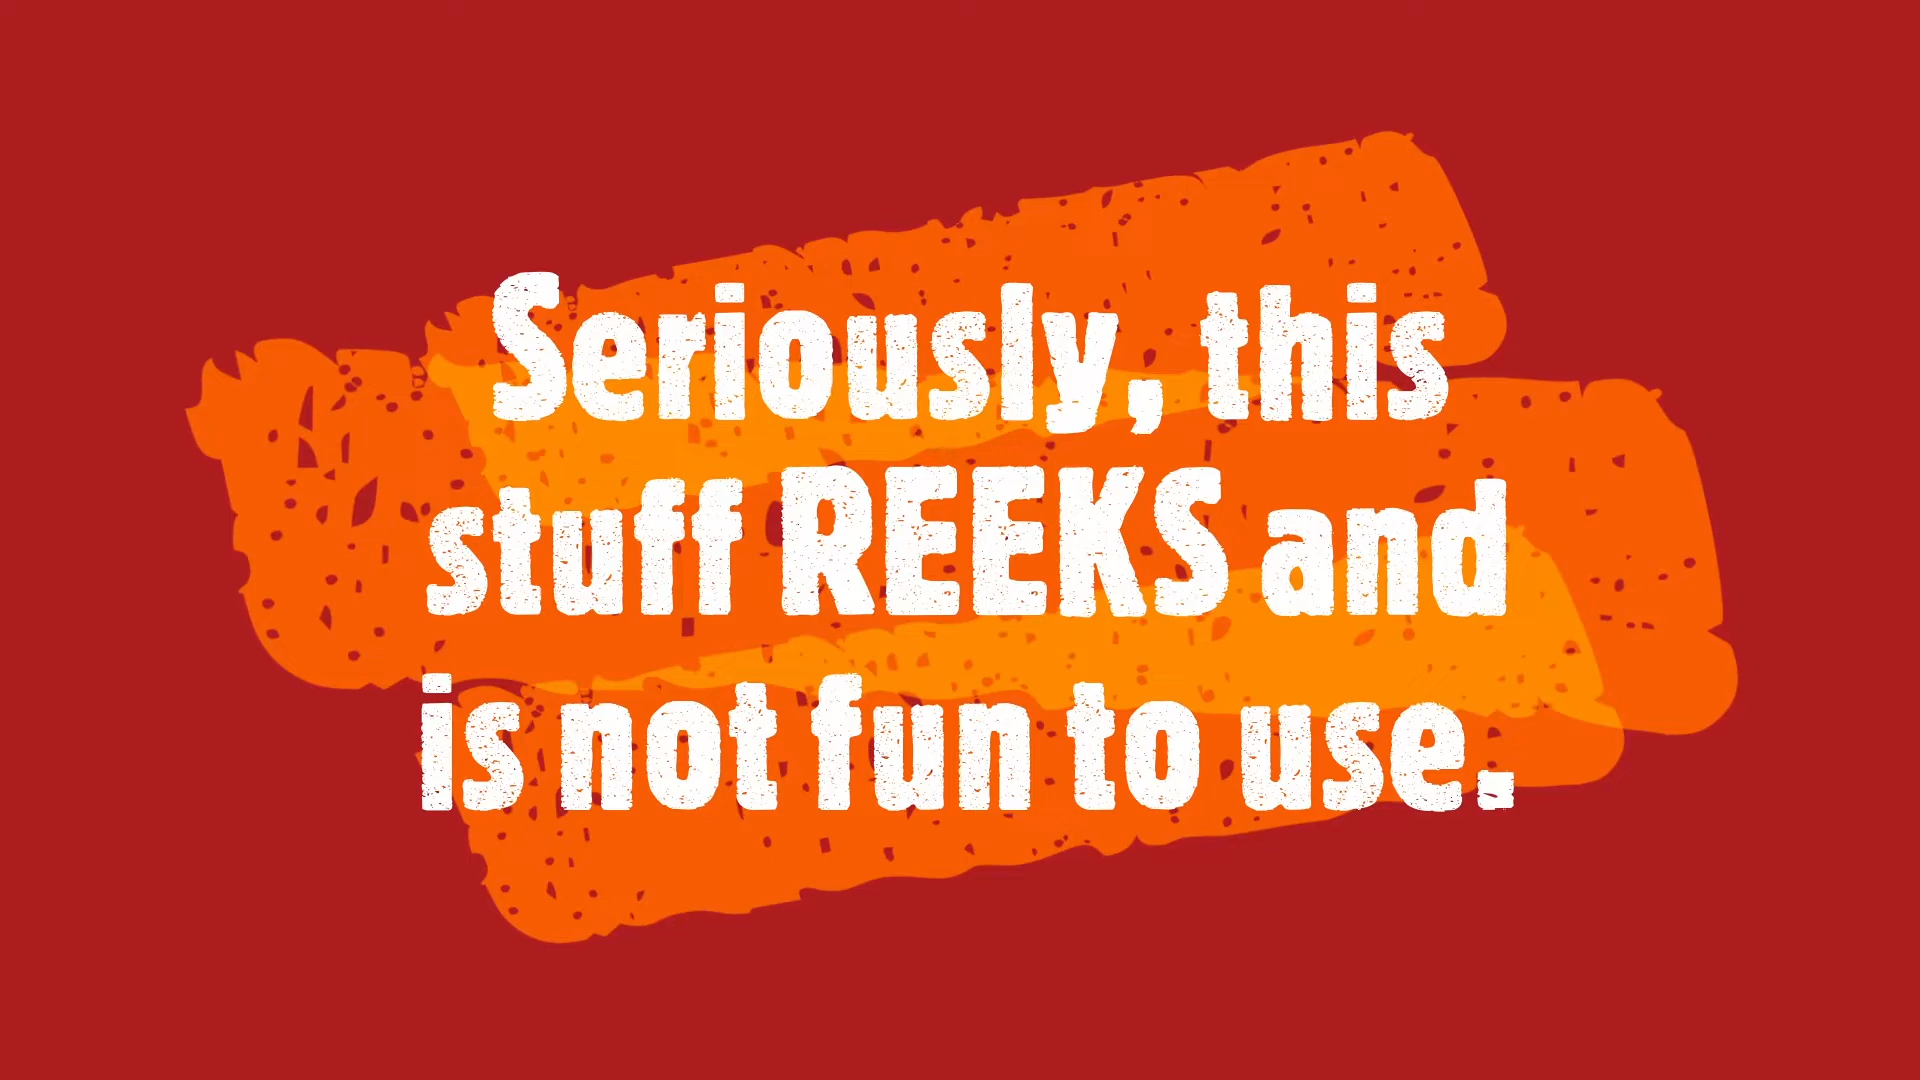 Seriously, this
stuff REEKS and
is not fun to use.